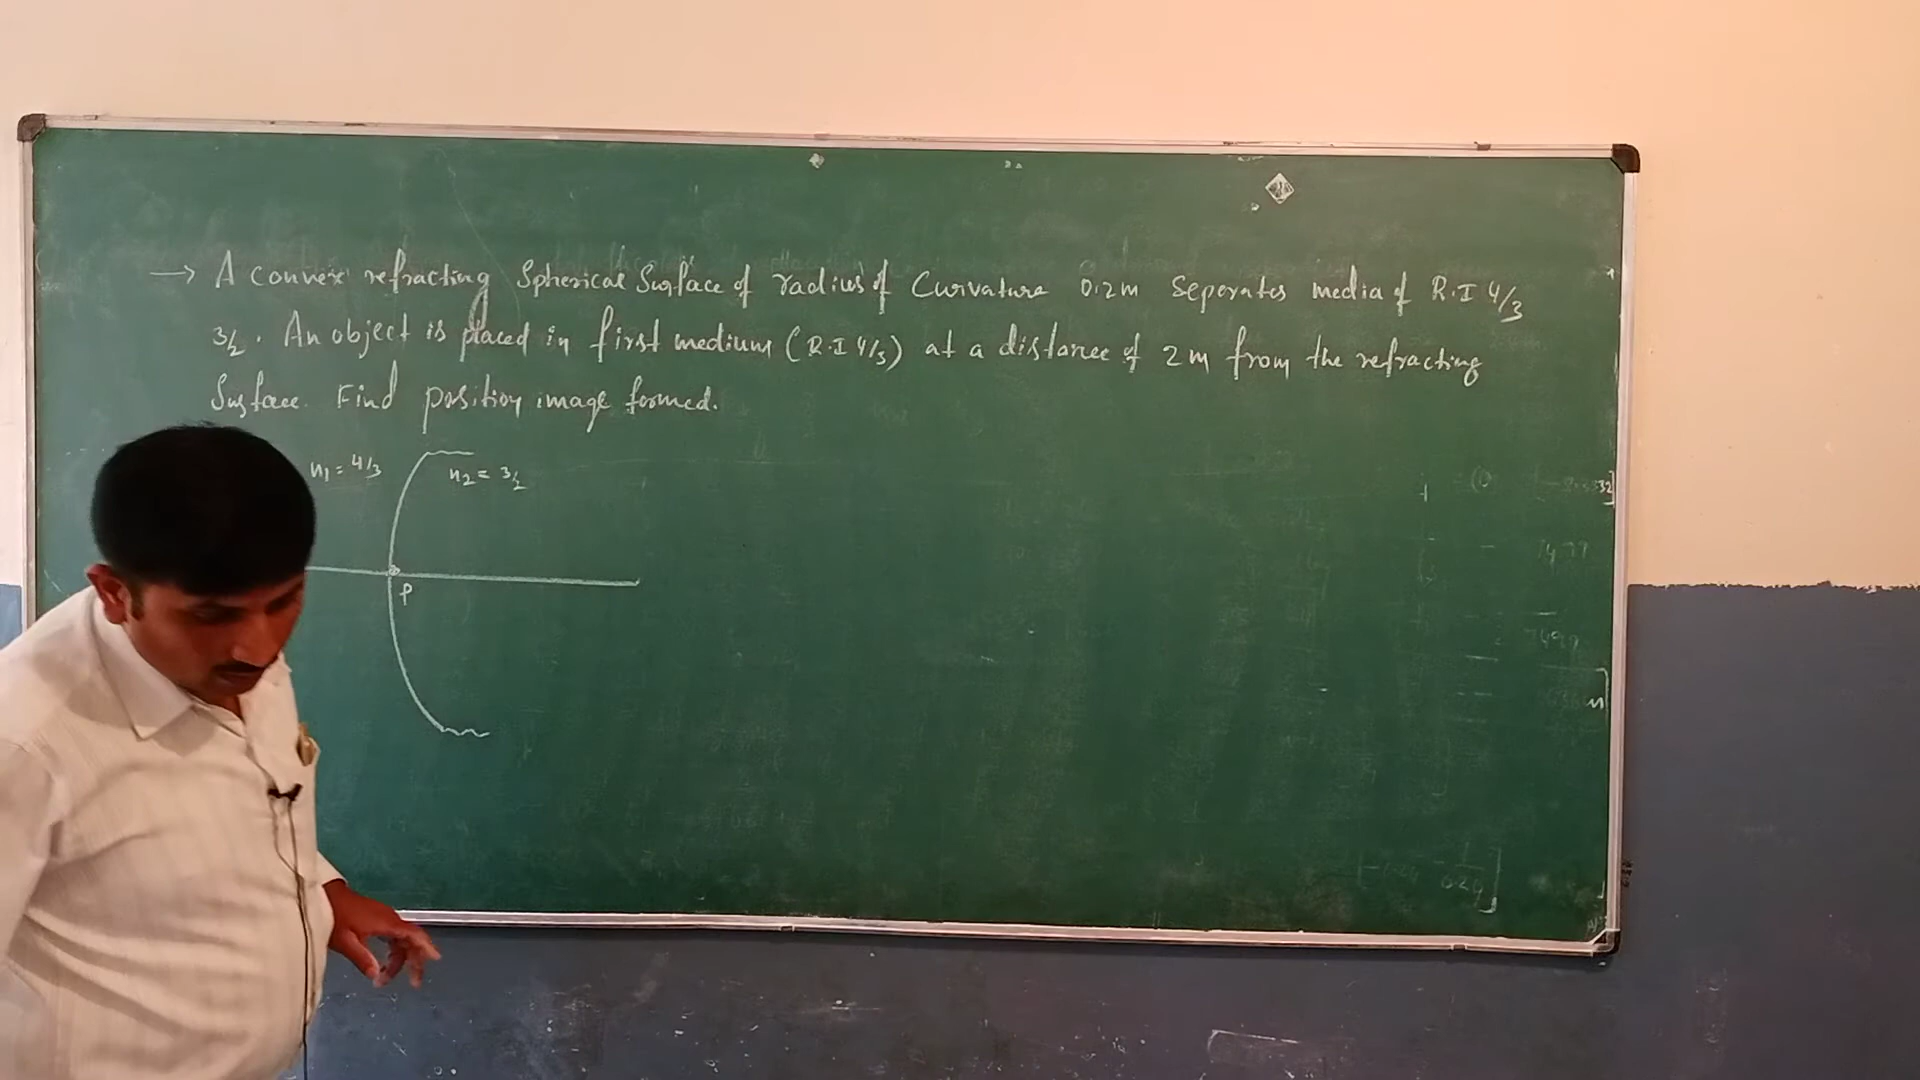 → A convex refracting Spherical Surface of radius of Curvature 0.2m Seperates media of R.I 4/3
3/2. An object is placed in first medium (R.I 4/3) at a distance of 2m from the refracting
Surface. Find position image formed.
n₁ = 4/3
n₂ = 3/2
P